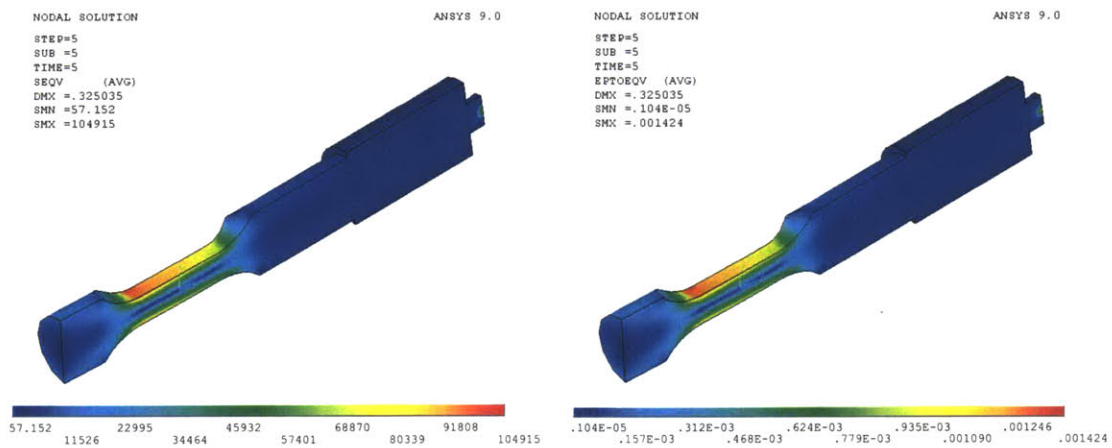 NODAL SOLUTION
ANSYS 9.0
STEP=5
SUB =5
TIME=5
SEQV (AVG)
DMX =.325035
SMN =57.152
SMX =104915
57.152 22995 45932 68870 91808
11526 34464 57401 80339 104915
NODAL SOLUTION
ANSYS 9.0
STEP=5
SUB =5
TIME=5
EPTOEQV (AVG)
DMX =.325035
SMN =.104E-05
SMX =.001424
.104E-05 .312E-03 .624E-03 .935E-03 .001246
.157E-03 .468E-03 .779E-03 .001090 .001424